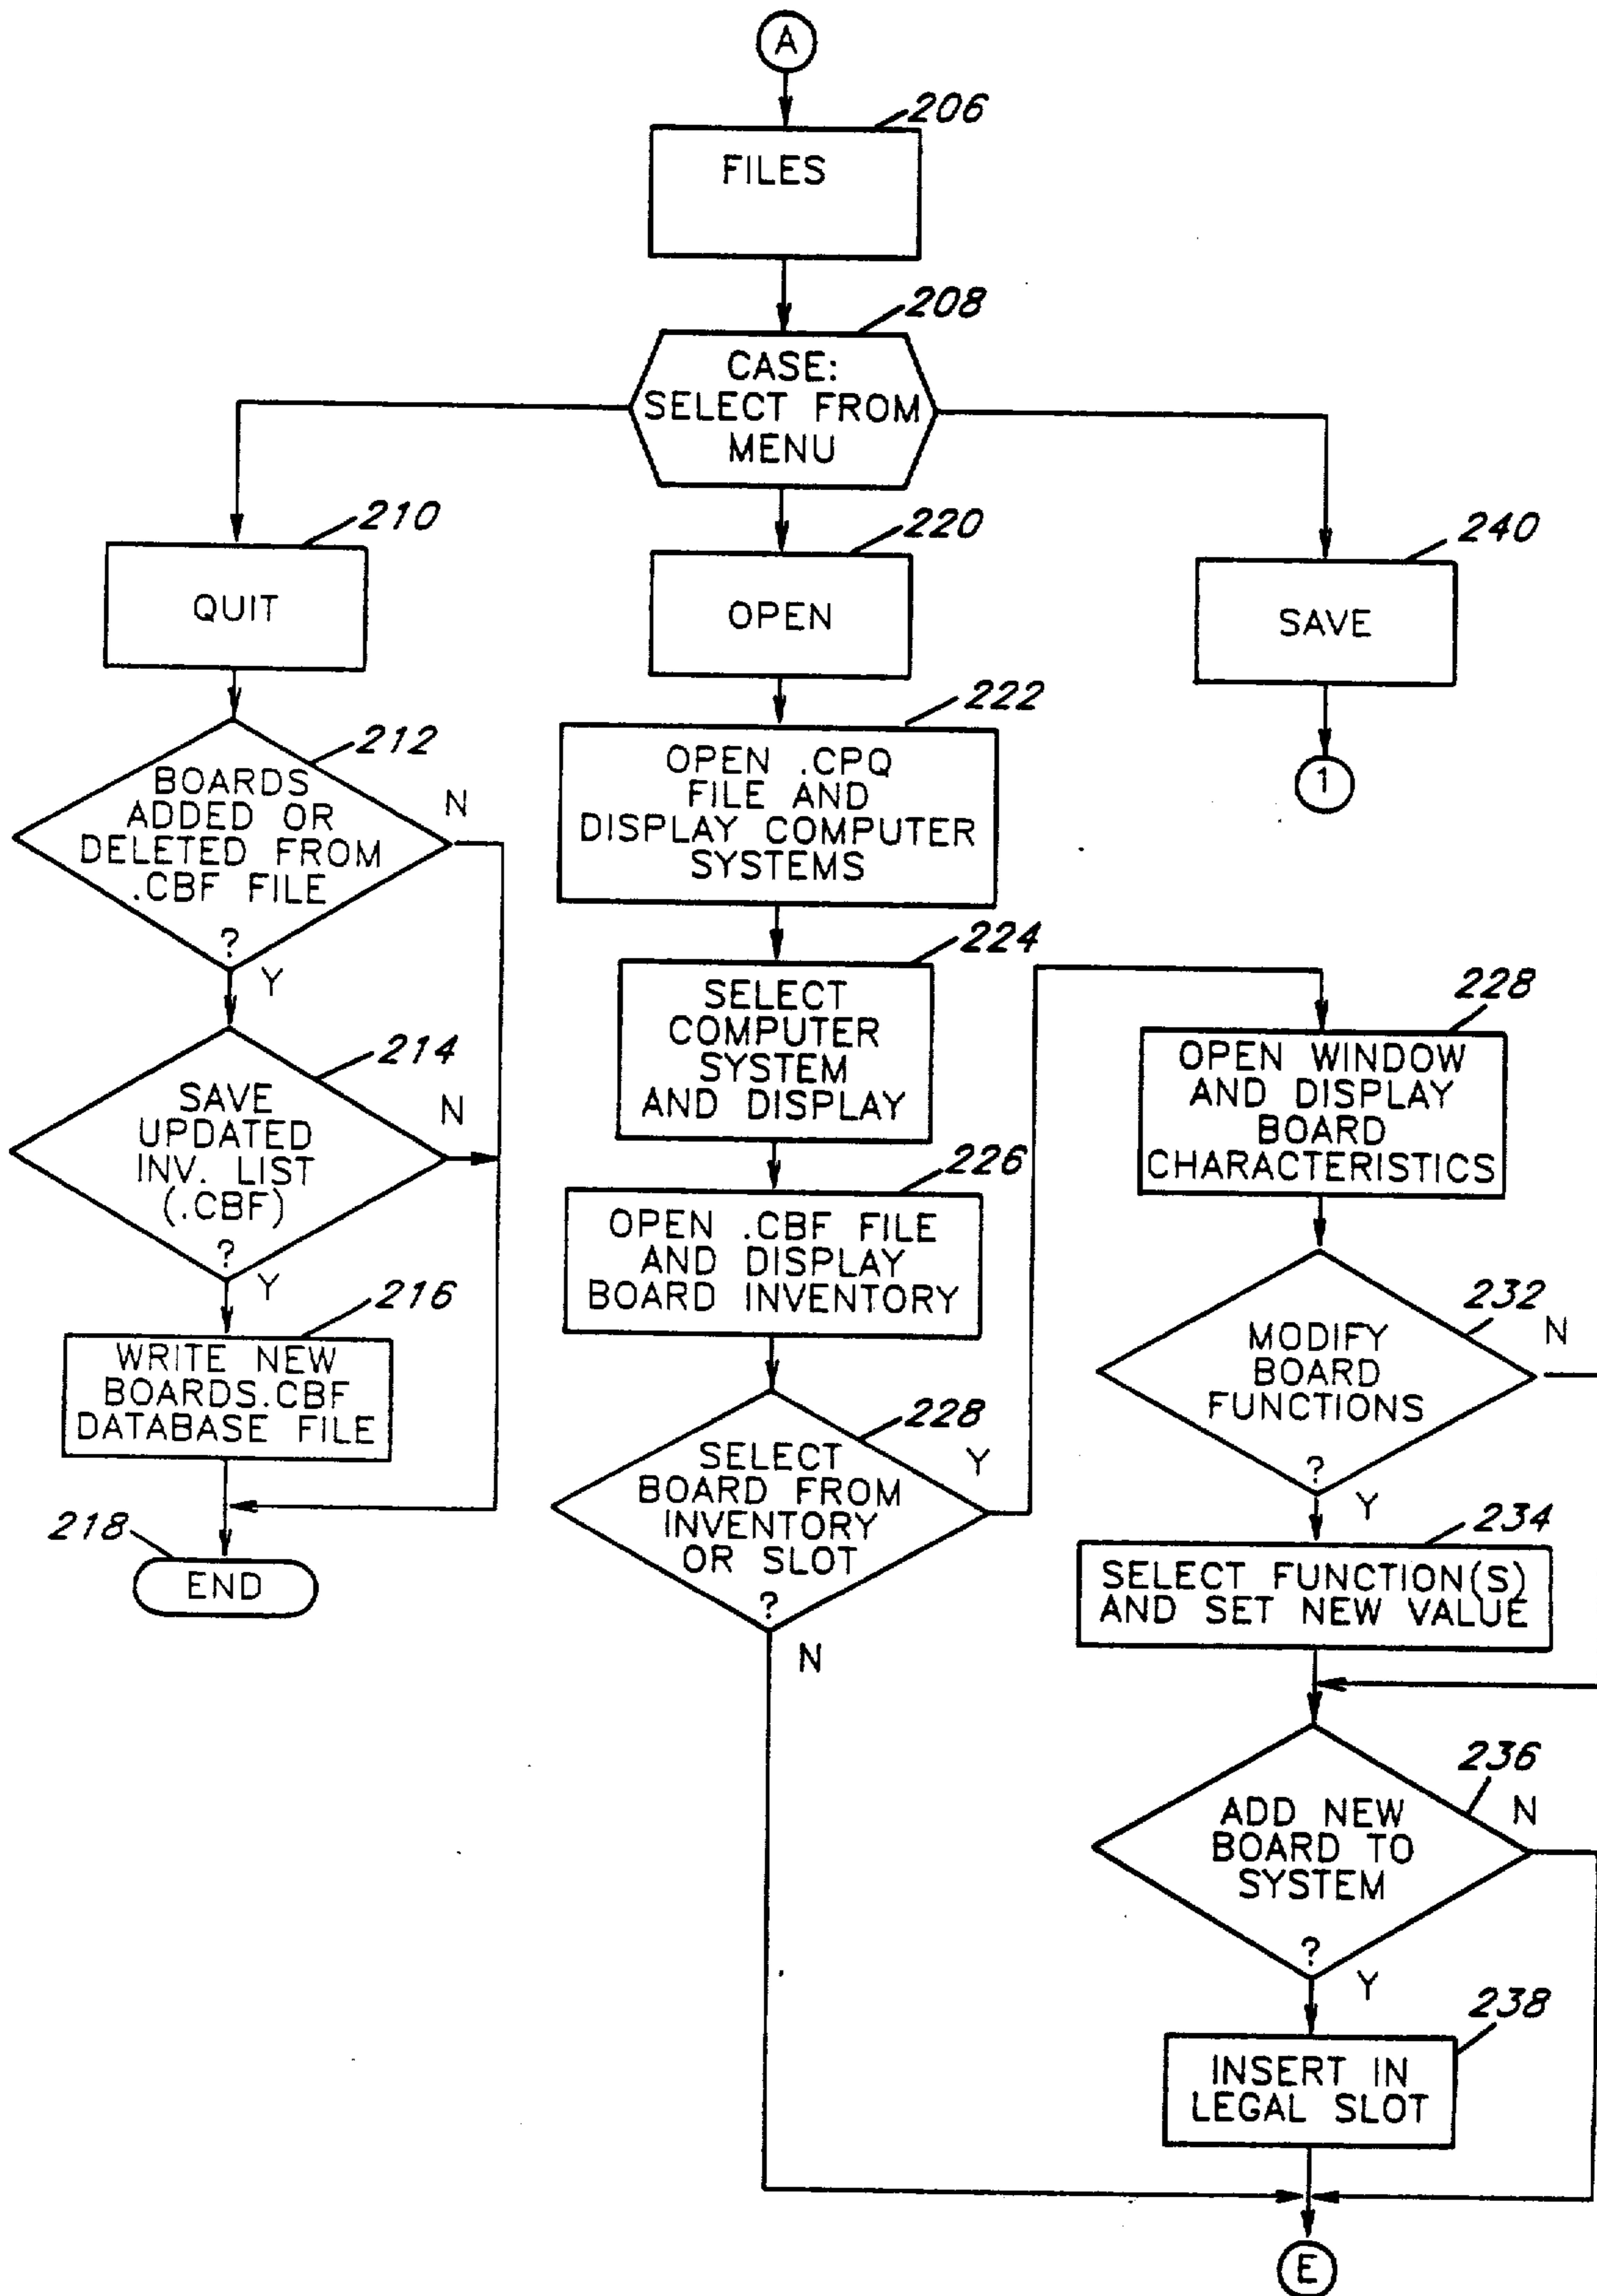 A
206
FILES
208
CASE:
SELECT FROM
MENU
210
QUIT
212
BOARDS
ADDED OR
DELETED FROM
.CBF FILE
?
N
Y
214
SAVE
UPDATED
INV. LIST
(.CBF)
?
N
Y
216
WRITE NEW
BOARDS.CBF
DATABASE FILE
218
END
220
OPEN
222
OPEN .CPQ
FILE AND
DISPLAY COMPUTER
SYSTEMS
224
SELECT
COMPUTER
SYSTEM
AND DISPLAY
226
OPEN .CBF FILE
AND DISPLAY
BOARD INVENTORY
228
SELECT
BOARD FROM
INVENTORY
OR SLOT
?
Y
N
240
SAVE
1
228
OPEN WINDOW
AND DISPLAY
BOARD
CHARACTERISTICS
232
MODIFY
BOARD
FUNCTIONS
?
N
Y
234
SELECT FUNCTION(S)
AND SET NEW VALUE
236
ADD NEW
BOARD TO
SYSTEM
?
N
Y
238
INSERT IN
LEGAL SLOT
E